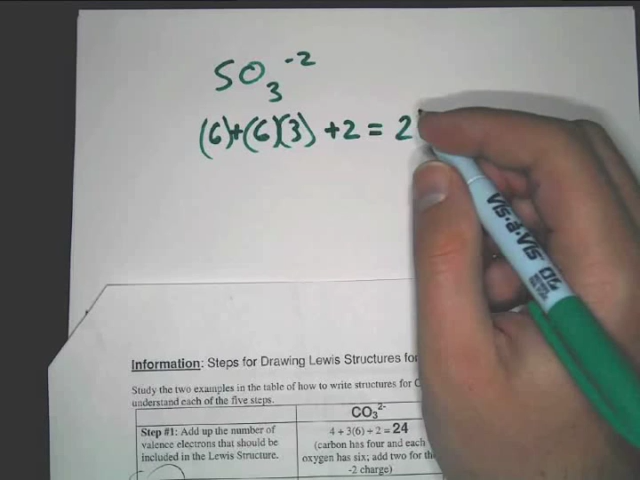 SO₃⁻²
(6)+(6)(3) +2 = 2
VIS·à·VIS
Information: Steps for Drawing Lewis Structures for
Study the two examples in the table of how to write structures for C
understand each of the five steps.
CO₃²⁻
Step #1: Add up the number of
valence electrons that should be
included in the Lewis Structure.
4 + 3(6) + 2 = 24
(carbon has four and each
oxygen has six; add two for th
-2 charge)